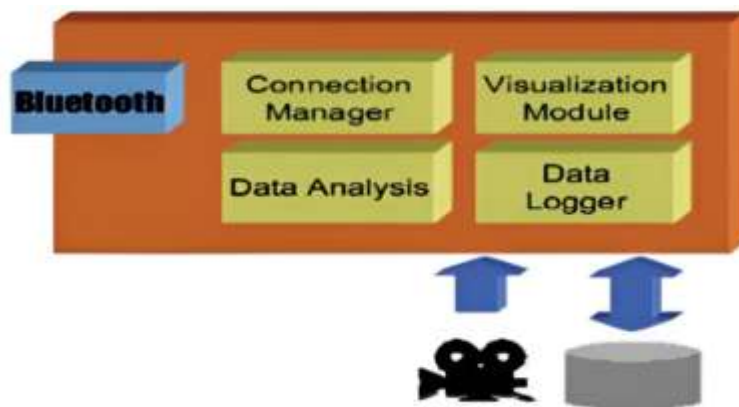 Bluetooth
Connection
Manager
Visualization
Module
Data Analysis
Data
Logger